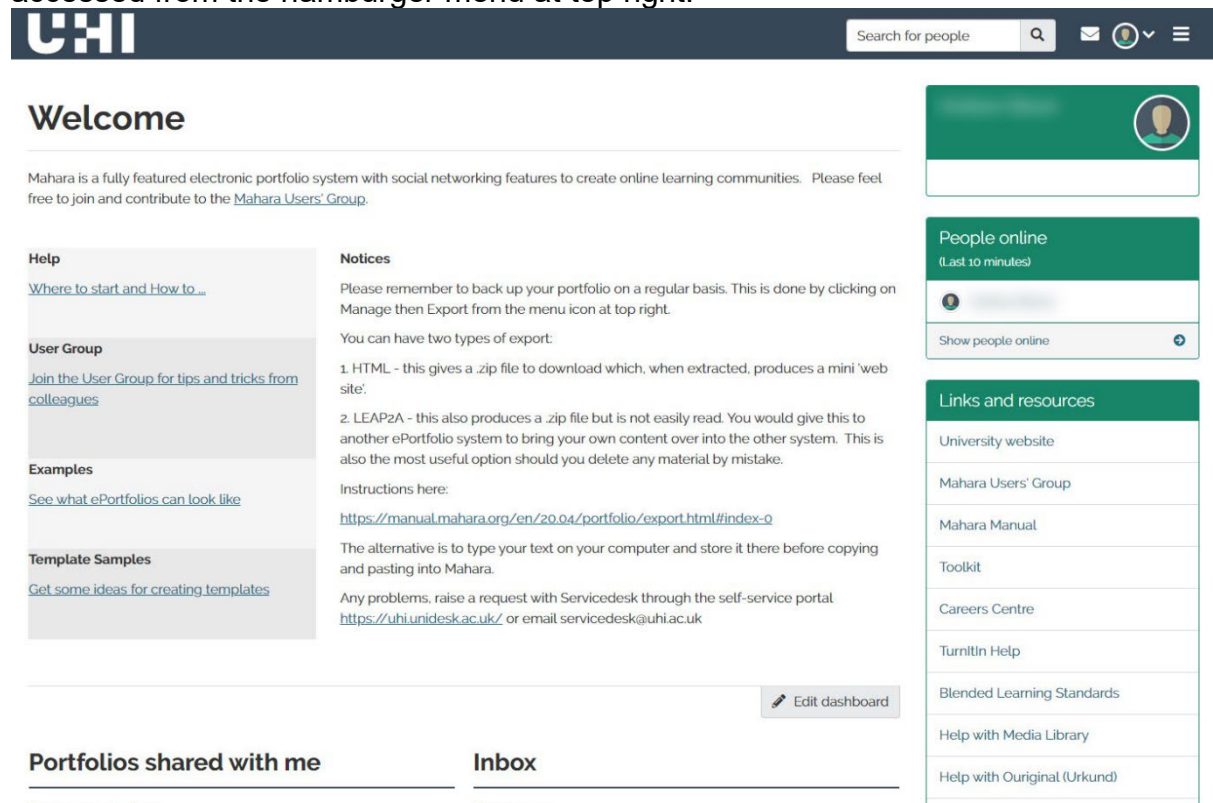 accessed from the hamburger menu at top right.
UHI
Search for people
Welcome
Mahara is a fully featured electronic portfolio system with social networking features to create online learning communities.   Please feel
free to join and contribute to the Mahara Users' Group.
Help
Where to start and How to ...
User Group
Join the User Group for tips and tricks from
colleagues
Examples
See what ePortfolios can look like
Template Samples
Get some ideas for creating templates
Notices
Please remember to back up your portfolio on a regular basis. This is done by clicking on
Manage then Export from the menu icon at top right.
You can have two types of export:
1. HTML - this gives a .zip file to download which, when extracted, produces a mini 'web
site'.
2. LEAP2A - this also produces a .zip file but is not easily read. You would give this to
another ePortfolio system to bring your own content over into the other system.  This is
also the most useful option should you delete any material by mistake.
Instructions here:
https://manual.mahara.org/en/20.04/portfolio/export.html#index-0
The alternative is to type your text on your computer and store it there before copying
and pasting into Mahara.
Any problems, raise a request with Servicedesk through the self-service portal
https://uhi.unidesk.ac.uk/ or email servicedesk@uhi.ac.uk
Edit dashboard
Portfolios shared with me
Inbox
People online
(Last 10 minutes)
Show people online
Links and resources
University website
Mahara Users' Group
Mahara Manual
Toolkit
Careers Centre
TurnItIn Help
Blended Learning Standards
Help with Media Library
Help with Ouriginal (Urkund)